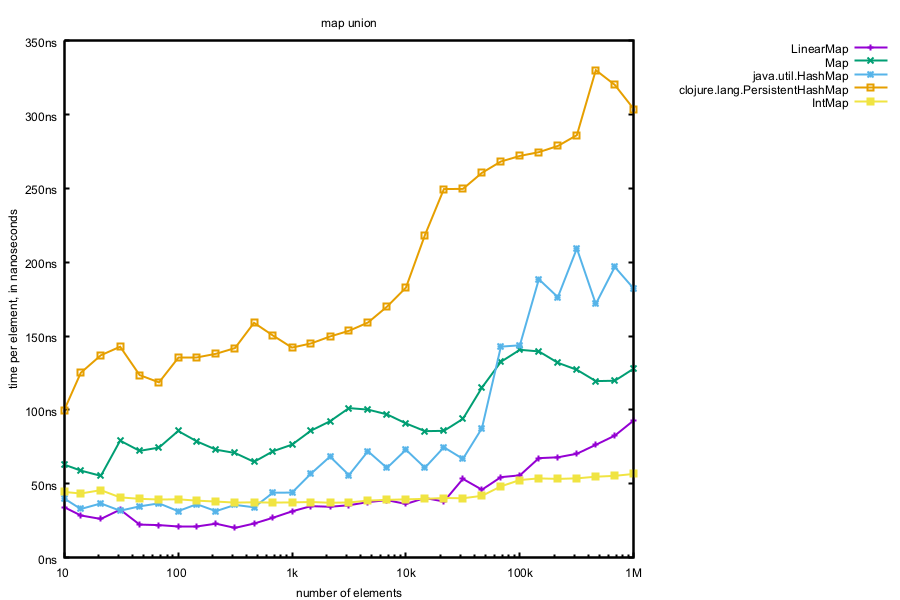 map union
350ns
300ns
250ns
200ns
150ns
100ns
50ns
0ns
time per element, in nanoseconds
10
100
1k
10k
100k
1M
number of elements
LinearMap
Map
java.util.HashMap
clojure.lang.PersistentHashMap
IntMap